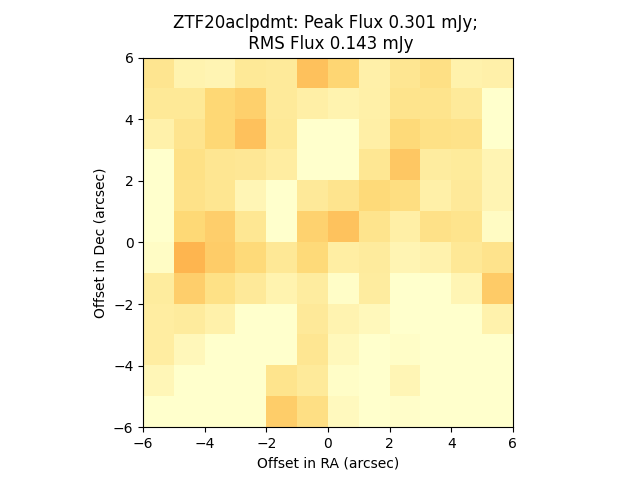 ZTF20aclpdmt: Peak Flux 0.301 mJy;
RMS Flux 0.143 mJy
6
4
2
0
−2
−4
−6
Offset in Dec (arcsec)
−6 −4 −2 0 2 4 6
Offset in RA (arcsec)